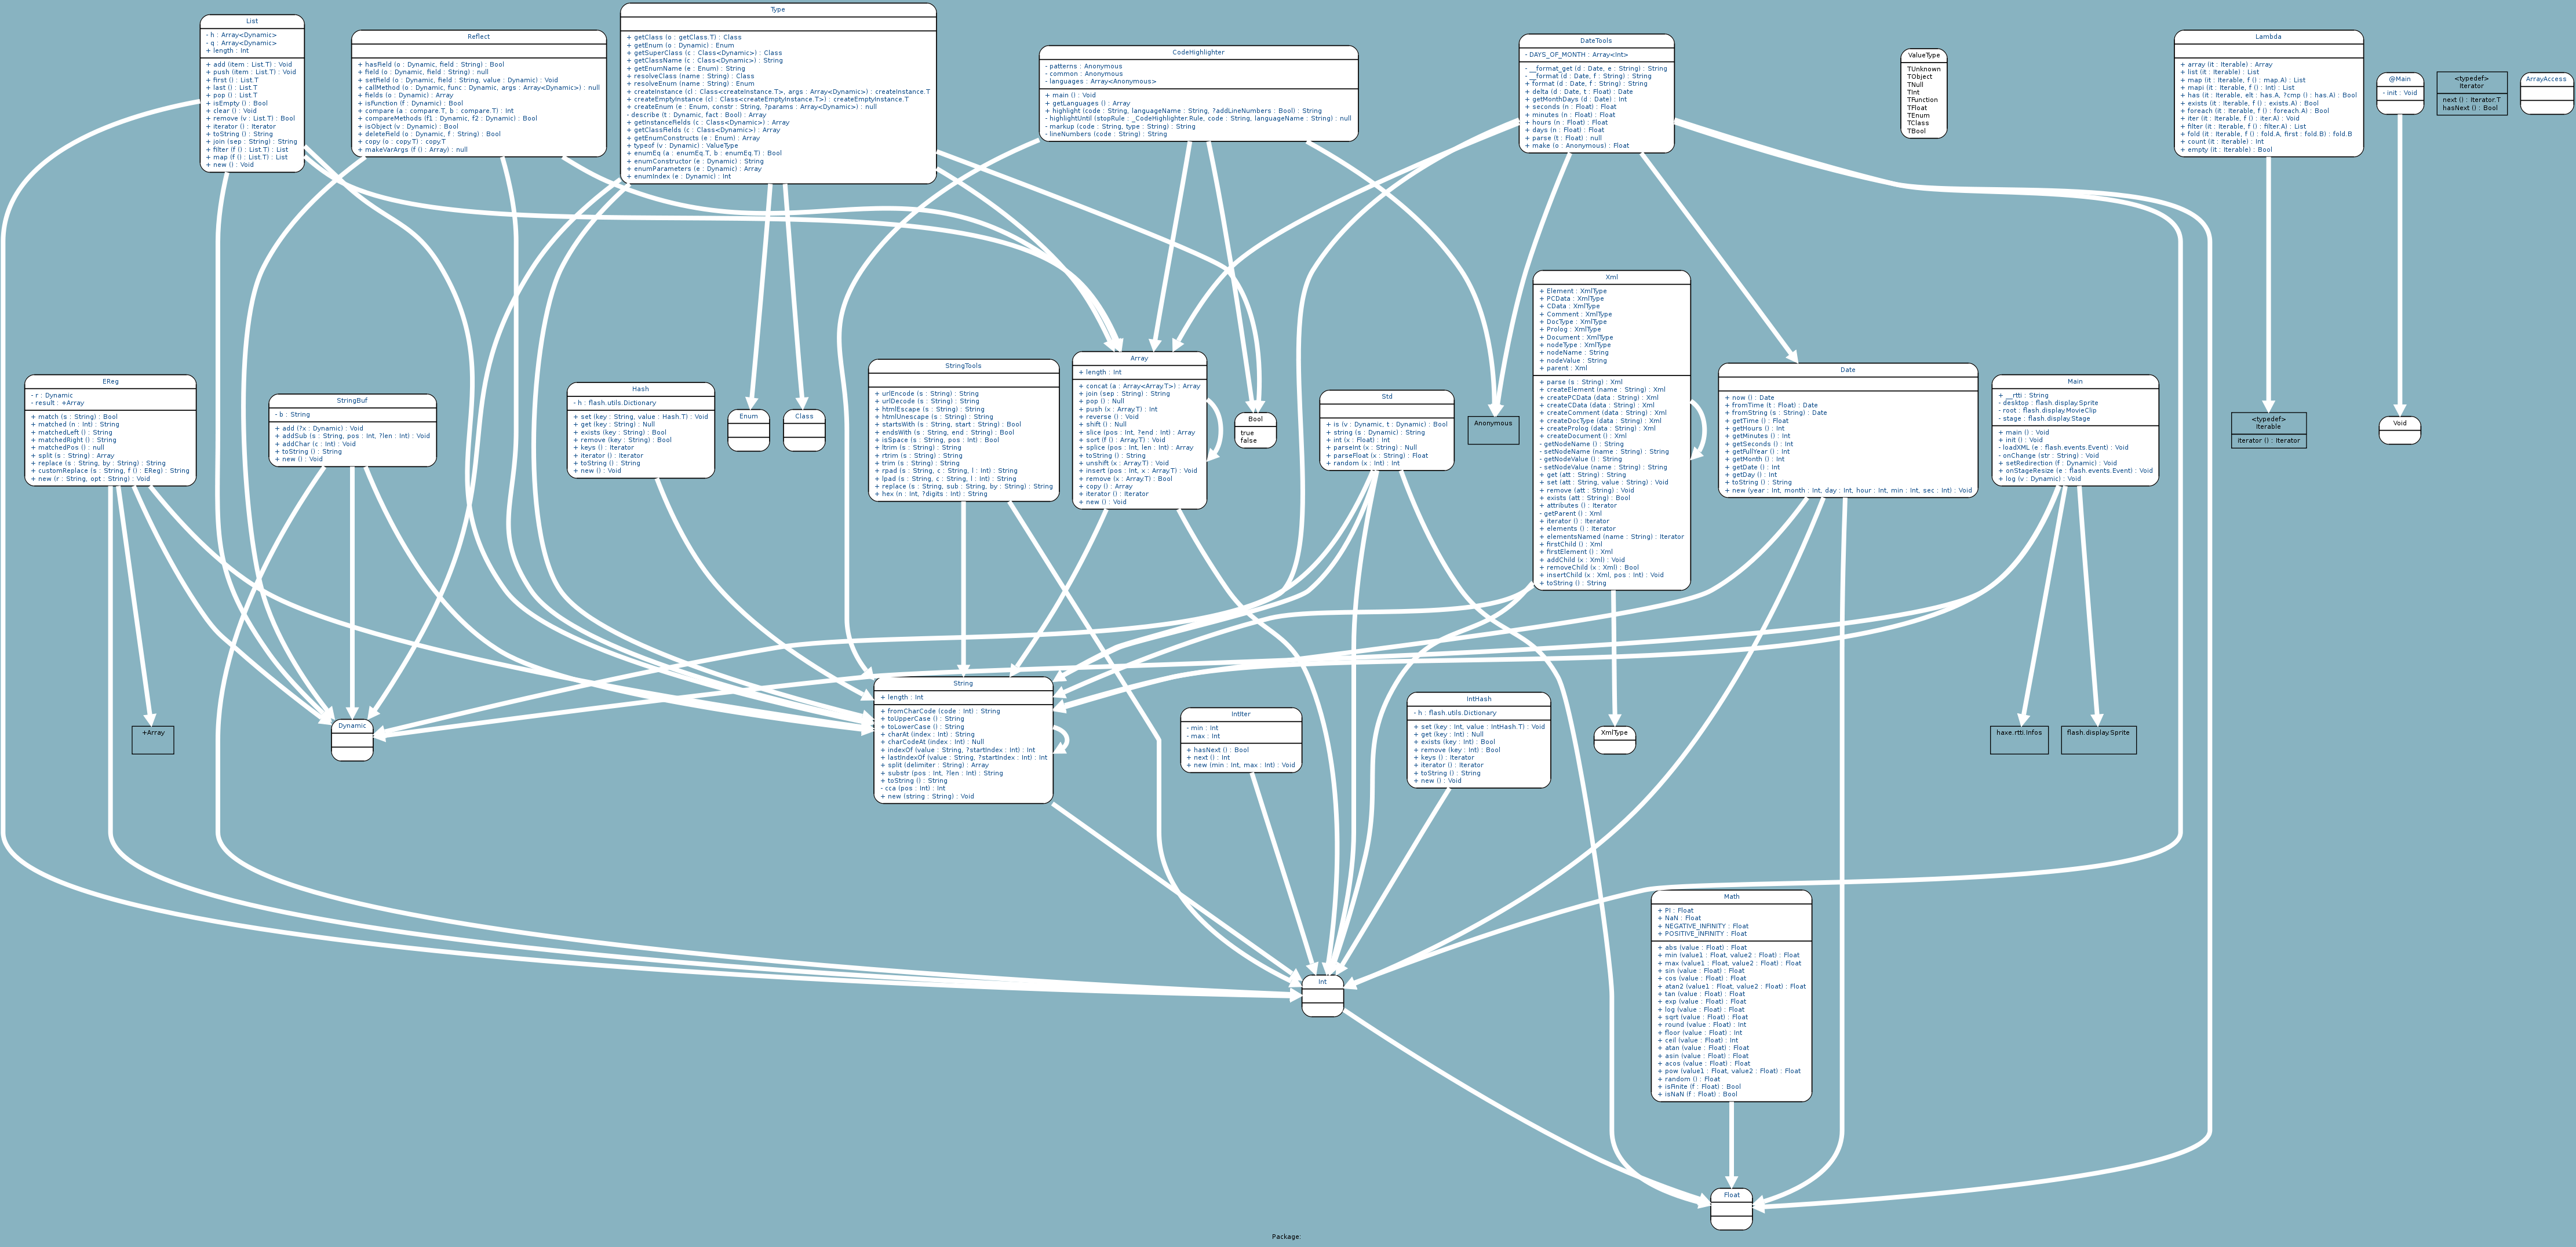 List
- h : Array<Dynamic>
- q : Array<Dynamic>
+ length : Int
+ add (item : List.T) : Void
+ push (item : List.T) : Void
+ first () : List.T
+ last () : List.T
+ pop () : List.T
+ isEmpty () : Bool
+ clear () : Void
+ remove (v : List.T) : Bool
+ iterator () : Iterator
+ toString () : String
+ join (sep : String) : String
+ filter (f () : List.T) : List
+ map (f () : List.T) : List
+ new () : Void
Reflect
+ hasField (o : Dynamic, field : String) : Bool
+ field (o : Dynamic, field : String) : null
+ setField (o : Dynamic, field : String, value : Dynamic) : Void
+ callMethod (o : Dynamic, func : Dynamic, args : Array<Dynamic>) : null
+ fields (o : Dynamic) : Array
+ isFunction (f : Dynamic) : Bool
+ compare (a : compare.T, b : compare.T) : Int
+ compareMethods (f1 : Dynamic, f2 : Dynamic) : Bool
+ isObject (v : Dynamic) : Bool
+ deleteField (o : Dynamic, f : String) : Bool
+ copy (o : copy.T) : copy.T
+ makeVarArgs (f () : Array) : null
Type
+ getClass (o : getClass.T) : Class
+ getEnum (o : Dynamic) : Enum
+ getSuperClass (c : Class<Dynamic>) : Class
+ getClassName (c : Class<Dynamic>) : String
+ getEnumName (e : Enum) : String
+ resolveClass (name : String) : Class
+ resolveEnum (name : String) : Enum
+ createInstance (cl : Class<createInstance.T>, args : Array<Dynamic>) : createInstance.T
+ createEmptyInstance (cl : Class<createEmptyInstance.T>) : createEmptyInstance.T
+ createEnum (e : Enum, constr : String, ?params : Array<Dynamic>) : null
- describe (t : Dynamic, fact : Bool) : Array
+ getInstanceFields (c : Class<Dynamic>) : Array
+ getClassFields (c : Class<Dynamic>) : Array
+ getEnumConstructs (e : Enum) : Array
+ typeof (v : Dynamic) : ValueType
+ enumEq (a : enumEq.T, b : enumEq.T) : Bool
+ enumConstructor (e : Dynamic) : String
+ enumParameters (e : Dynamic) : Array
+ enumIndex (e : Dynamic) : Int
CodeHighlighter
- patterns : Anonymous
- common : Anonymous
- languages : Array<Anonymous>
+ main () : Void
+ getLanguages () : Array
+ highlight (code : String, languageName : String, ?addLineNumbers : Bool) : String
- highlightUntil (stopRule : _CodeHighlighter.Rule, code : String, languageName : String) : null
- markup (code : String, type : String) : String
- lineNumbers (code : String) : String
DateTools
- DAYS_OF_MONTH : Array<Int>
- __format_get (d : Date, e : String) : String
- __format (d : Date, f : String) : String
+ format (d : Date, f : String) : String
+ delta (d : Date, t : Float) : Date
+ getMonthDays (d : Date) : Int
+ seconds (n : Float) : Float
+ minutes (n : Float) : Float
+ hours (n : Float) : Float
+ days (n : Float) : Float
+ parse (t : Float) : null
+ make (o : Anonymous) : Float
ValueType
TUnknown
TObject
TNull
TInt
TFunction
TFloat
TEnum
TClass
TBool
Lambda
+ array (it : Iterable) : Array
+ list (it : Iterable) : List
+ map (it : Iterable, f () : map.A) : List
+ mapi (it : Iterable, f () : Int) : List
+ has (it : Iterable, elt : has.A, ?cmp () : has.A) : Bool
+ exists (it : Iterable, f () : exists.A) : Bool
+ foreach (it : Iterable, f () : foreach.A) : Bool
+ iter (it : Iterable, f () : iter.A) : Void
+ filter (it : Iterable, f () : filter.A) : List
+ fold (it : Iterable, f () : fold.A, first : fold.B) : fold.B
+ count (it : Iterable) : Int
+ empty (it : Iterable) : Bool
@Main
- init : Void
<typedef>
Iterator
next () : Iterator.T
hasNext () : Bool
ArrayAccess
EReg
- r : Dynamic
- result : +Array
+ match (s : String) : Bool
+ matched (n : Int) : String
+ matchedLeft () : String
+ matchedRight () : String
+ matchedPos () : null
+ split (s : String) : Array
+ replace (s : String, by : String) : String
+ customReplace (s : String, f () : EReg) : String
+ new (r : String, opt : String) : Void
StringBuf
- b : String
+ add (?x : Dynamic) : Void
+ addSub (s : String, pos : Int, ?len : Int) : Void
+ addChar (c : Int) : Void
+ toString () : String
+ new () : Void
Hash
- h : flash.utils.Dictionary
+ set (key : String, value : Hash.T) : Void
+ get (key : String) : Null
+ exists (key : String) : Bool
+ remove (key : String) : Bool
+ keys () : Iterator
+ iterator () : Iterator
+ toString () : String
+ new () : Void
Enum
Class
StringTools
+ urlEncode (s : String) : String
+ urlDecode (s : String) : String
+ htmlEscape (s : String) : String
+ htmlUnescape (s : String) : String
+ startsWith (s : String, start : String) : Bool
+ endsWith (s : String, end : String) : Bool
+ isSpace (s : String, pos : Int) : Bool
+ ltrim (s : String) : String
+ rtrim (s : String) : String
+ trim (s : String) : String
+ rpad (s : String, c : String, l : Int) : String
+ lpad (s : String, c : String, l : Int) : String
+ replace (s : String, sub : String, by : String) : String
+ hex (n : Int, ?digits : Int) : String
Array
+ length : Int
+ concat (a : Array<Array.T>) : Array
+ join (sep : String) : String
+ pop () : Null
+ push (x : Array.T) : Int
+ reverse () : Void
+ shift () : Null
+ slice (pos : Int, ?end : Int) : Array
+ sort (f () : Array.T) : Void
+ splice (pos : Int, len : Int) : Array
+ toString () : String
+ unshift (x : Array.T) : Void
+ insert (pos : Int, x : Array.T) : Void
+ remove (x : Array.T) : Bool
+ copy () : Array
+ iterator () : Iterator
+ new () : Void
Bool
true
false
Std
+ is (v : Dynamic, t : Dynamic) : Bool
+ string (s : Dynamic) : String
+ int (x : Float) : Int
+ parseInt (x : String) : Null
+ parseFloat (x : String) : Float
+ random (x : Int) : Int
Anonymous
Xml
+ Element : XmlType
+ PCData : XmlType
+ CData : XmlType
+ Comment : XmlType
+ DocType : XmlType
+ Prolog : XmlType
+ Document : XmlType
+ nodeType : XmlType
+ nodeName : String
+ nodeValue : String
+ parent : Xml
+ parse (s : String) : Xml
+ createElement (name : String) : Xml
+ createPCData (data : String) : Xml
+ createCData (data : String) : Xml
+ createComment (data : String) : Xml
+ createDocType (data : String) : Xml
+ createProlog (data : String) : Xml
+ createDocument () : Xml
- getNodeName () : String
- setNodeName (name : String) : String
- getNodeValue () : String
- setNodeValue (name : String) : String
+ get (att : String) : String
+ set (att : String, value : String) : Void
+ remove (att : String) : Void
+ exists (att : String) : Bool
+ attributes () : Iterator
- getParent () : Xml
+ iterator () : Iterator
+ elements () : Iterator
+ elementsNamed (name : String) : Iterator
+ firstChild () : Xml
+ firstElement () : Xml
+ addChild (x : Xml) : Void
+ removeChild (x : Xml) : Bool
+ insertChild (x : Xml, pos : Int) : Void
+ toString () : String
Date
+ now () : Date
+ fromTime (t : Float) : Date
+ fromString (s : String) : Date
+ getTime () : Float
+ getHours () : Int
+ getMinutes () : Int
+ getSeconds () : Int
+ getFullYear () : Int
+ getMonth () : Int
+ getDate () : Int
+ getDay () : Int
+ toString () : String
+ new (year : Int, month : Int, day : Int, hour : Int, min : Int, sec : Int) : Void
Main
+ __rtti : String
- desktop : flash.display.Sprite
- root : flash.display.MovieClip
- stage : flash.display.Stage
+ main () : Void
+ init () : Void
- loadXML (e : flash.events.Event) : Void
- onChange (str : String) : Void
+ setRedirection (f : Dynamic) : Void
+ onStageResize (e : flash.events.Event) : Void
+ log (v : Dynamic) : Void
<typedef>
Iterable
iterator () : Iterator
Void
+Array
Dynamic
String
+ length : Int
+ fromCharCode (code : Int) : String
+ toUpperCase () : String
+ toLowerCase () : String
+ charAt (index : Int) : String
+ charCodeAt (index : Int) : Null
+ indexOf (value : String, ?startIndex : Int) : Int
+ lastIndexOf (value : String, ?startIndex : Int) : Int
+ split (delimiter : String) : Array
+ substr (pos : Int, ?len : Int) : String
+ toString () : String
- cca (pos : Int) : Int
+ new (string : String) : Void
IntIter
- min : Int
- max : Int
+ hasNext () : Bool
+ next () : Int
+ new (min : Int, max : Int) : Void
IntHash
- h : flash.utils.Dictionary
+ set (key : Int, value : IntHash.T) : Void
+ get (key : Int) : Null
+ exists (key : Int) : Bool
+ remove (key : Int) : Bool
+ keys () : Iterator
+ iterator () : Iterator
+ toString () : String
+ new () : Void
XmlType
haxe.rtti.Infos
flash.display.Sprite
Math
+ PI : Float
+ NaN : Float
+ NEGATIVE_INFINITY : Float
+ POSITIVE_INFINITY : Float
+ abs (value : Float) : Float
+ min (value1 : Float, value2 : Float) : Float
+ max (value1 : Float, value2 : Float) : Float
+ sin (value : Float) : Float
+ cos (value : Float) : Float
+ atan2 (value1 : Float, value2 : Float) : Float
+ tan (value : Float) : Float
+ exp (value : Float) : Float
+ log (value : Float) : Float
+ sqrt (value : Float) : Float
+ round (value : Float) : Int
+ floor (value : Float) : Int
+ ceil (value : Float) : Int
+ atan (value : Float) : Float
+ asin (value : Float) : Float
+ acos (value : Float) : Float
+ pow (value1 : Float, value2 : Float) : Float
+ random () : Float
+ isFinite (f : Float) : Bool
+ isNaN (f : Float) : Bool
Int
Float
Package: